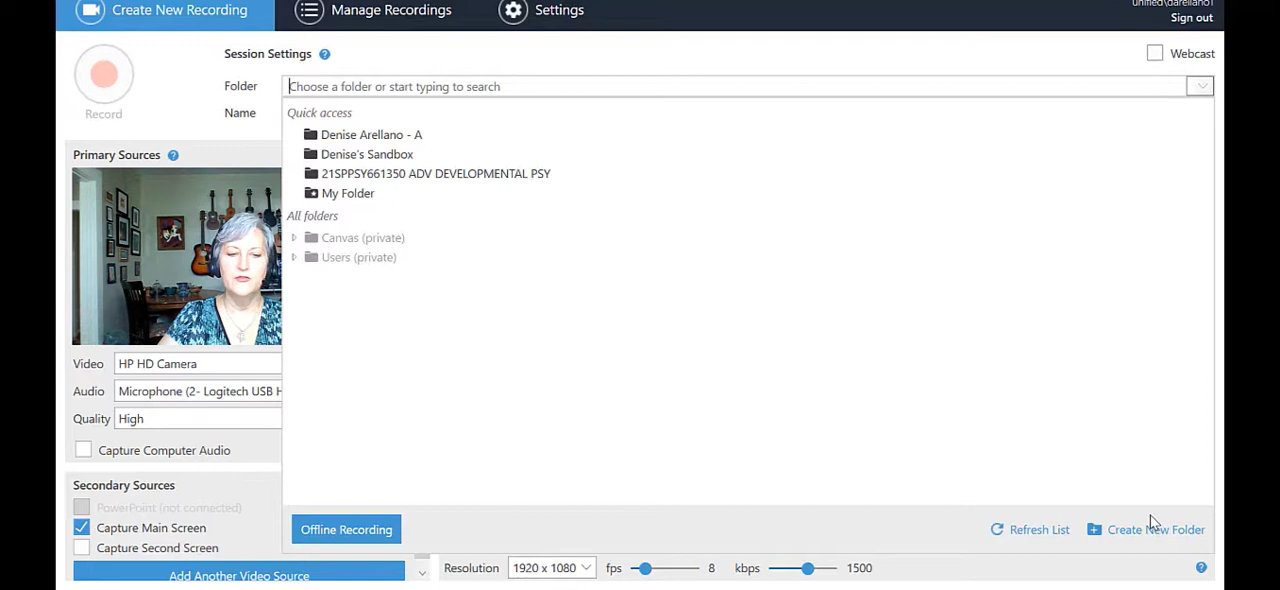 Create New Recording
Manage Recordings
Settings
unified\darellano1
Sign out
Session Settings
Webcast
Folder
Choose a folder or start typing to search
Record
Name
Quick access
Denise Arellano - A
Denise's Sandbox
21SPPSY661350 ADV DEVELOPMENTAL PSY
My Folder
All folders
Canvas (private)
Users (private)
Primary Sources
Video HP HD Camera
Audio Microphone (2- Logitech USB H
Quality High
Capture Computer Audio
Secondary Sources
PowerPoint (not connected)
Capture Main Screen
Capture Second Screen
Add Another Video Source
Offline Recording
Refresh List
Create New Folder
Resolution 1920 x 1080 fps 8 kbps 1500